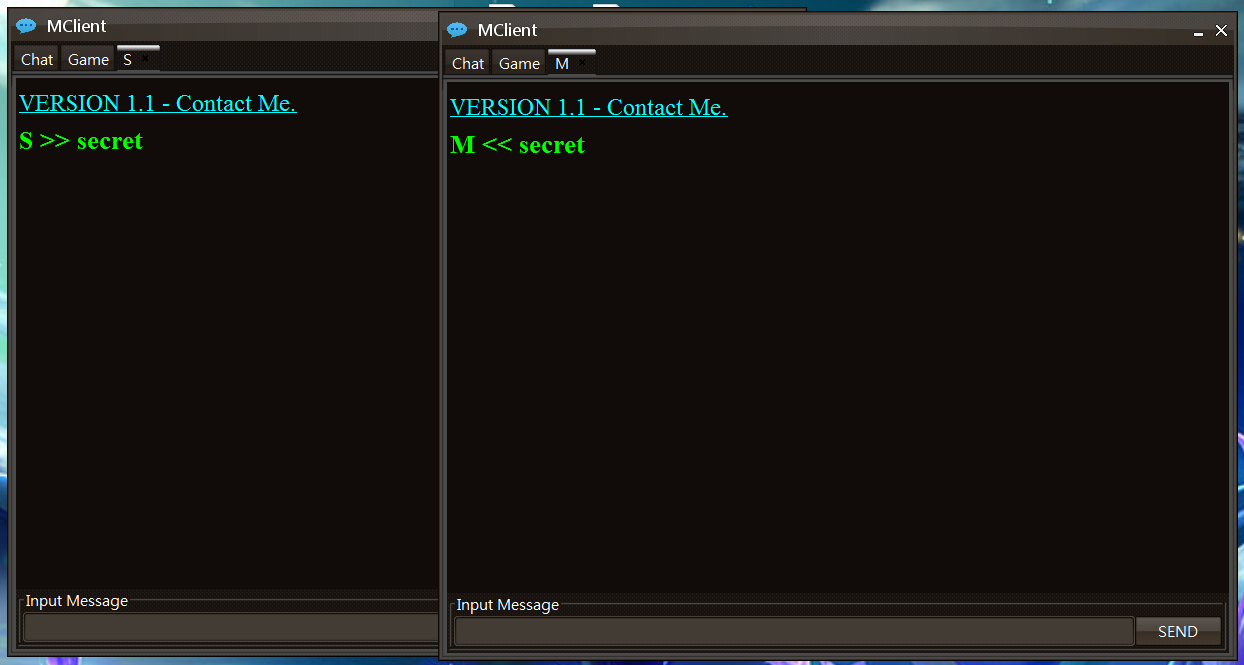 MClient
Chat Game S ×
VERSION 1.1 - Contact Me.
S >> secret
Input Message
MClient
Chat Game M ×
VERSION 1.1 - Contact Me.
M << secret
Input Message
SEND